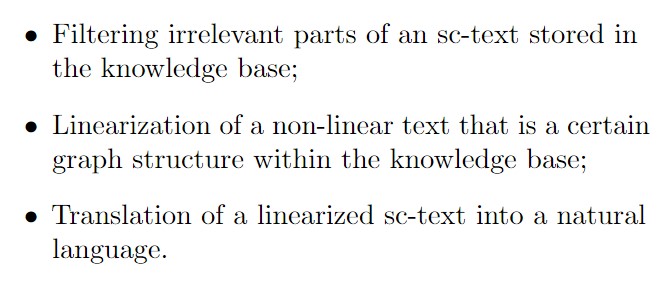 • Filtering irrelevant parts of an sc-text stored in
the knowledge base;
• Linearization of a non-linear text that is a certain
graph structure within the knowledge base;
• Translation of a linearized sc-text into a natural
language.